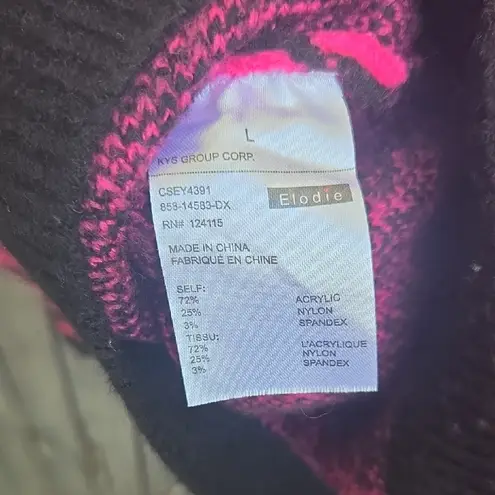 L
KYS GROUP CORP.
CSEY4391
858-14583-DX
Elodie
RN# 124115
MADE IN CHINA
FABRIQUÉ EN CHINE
SELF:
72% ACRYLIC
25% NYLON
3% SPANDEX
TISSU:
72% L'ACRYLIQUE
25% NYLON
3% SPANDEX